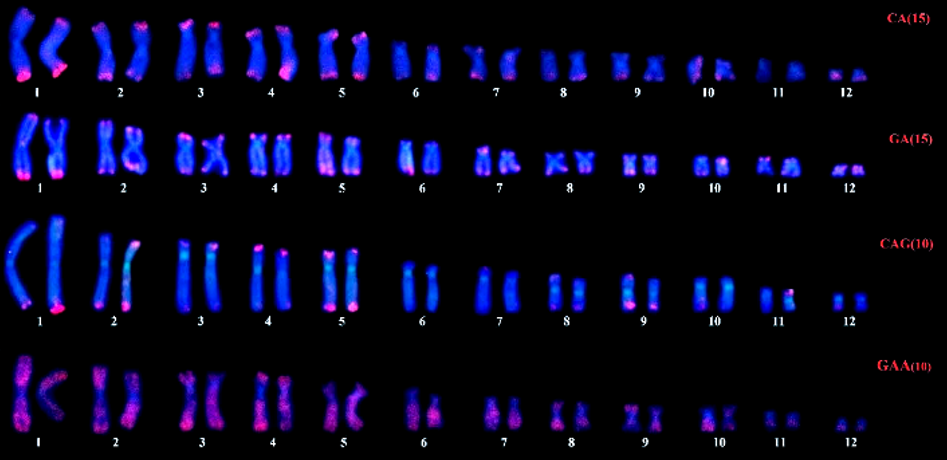 CA(15)
1 2 3 4 5 6 7 8 9 10 11 12
GA(15)
1 2 3 4 5 6 7 8 9 10 11 12
CAG(10)
1 2 3 4 5 6 7 8 9 10 11 12
GAA(10)
1 2 3 4 5 6 7 8 9 10 11 12